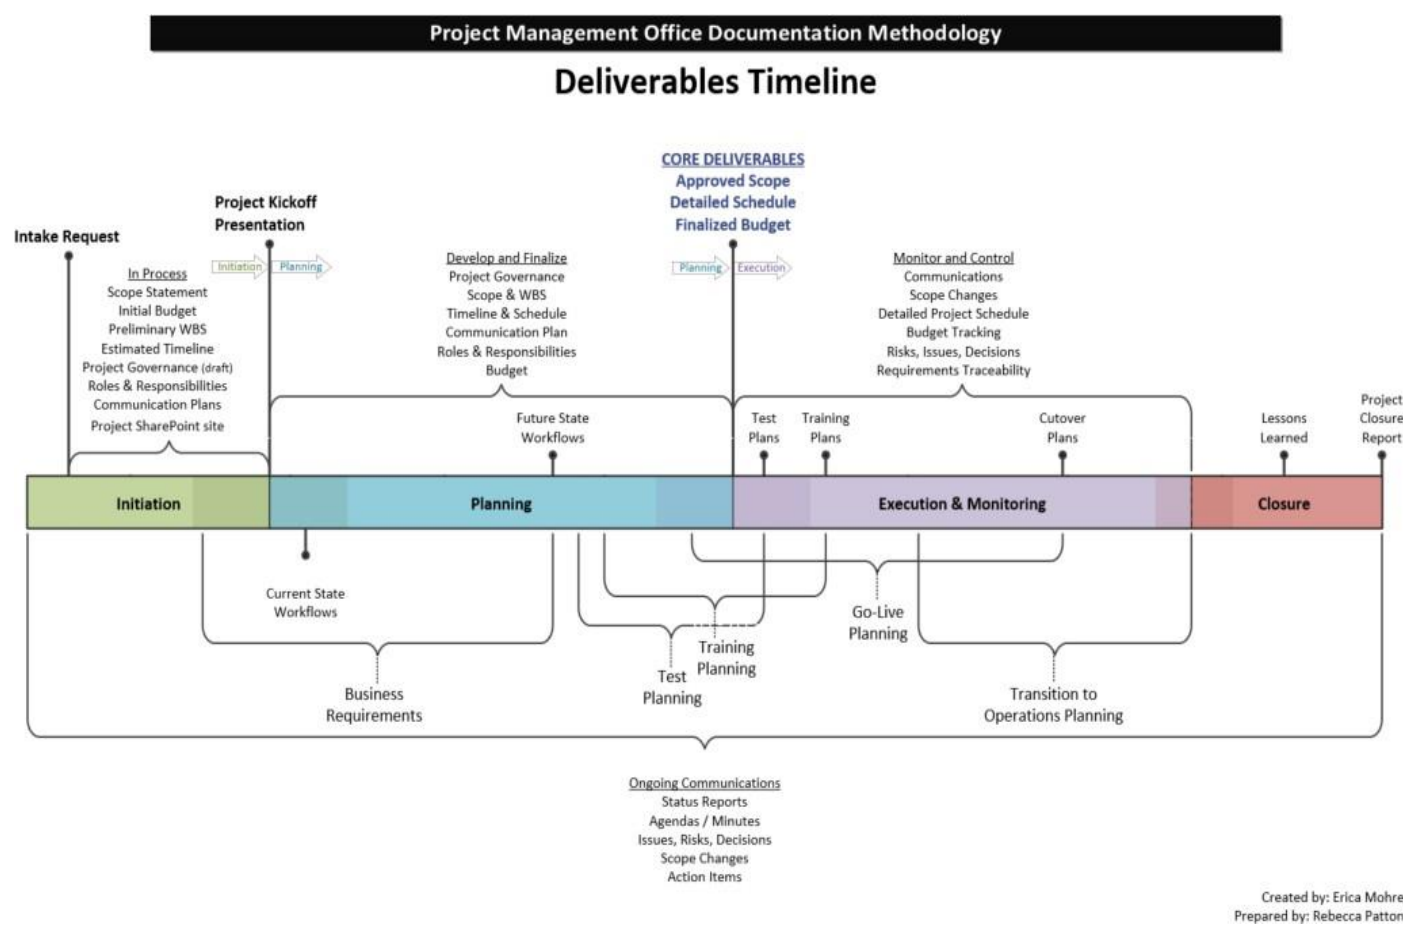 Project Management Office Documentation Methodology
Deliverables Timeline
CORE DELIVERABLES
Approved Scope
Detailed Schedule
Finalized Budget
Project Kickoff
Presentation
Intake Request
Initiation
Planning
Planning
Execution
In Process
Scope Statement
Initial Budget
Preliminary WBS
Estimated Timeline
Project Governance (draft)
Roles & Responsibilities
Communication Plans
Project SharePoint site
Develop and Finalize
Project Governance
Scope & WBS
Timeline & Schedule
Communication Plan
Roles & Responsibilities
Budget
Monitor and Control
Communications
Scope Changes
Detailed Project Schedule
Budget Tracking
Risks, Issues, Decisions
Requirements Traceability
Future State
Workflows
Test
Plans
Training
Plans
Cutover
Plans
Lessons
Learned
Project
Closure
Report
Initiation
Planning
Execution & Monitoring
Closure
Current State
Workflows
Business
Requirements
Test
Planning
Training
Planning
Go-Live
Planning
Transition to
Operations Planning
Ongoing Communications
Status Reports
Agendas / Minutes
Issues, Risks, Decisions
Scope Changes
Action Items
Created by: Erica Mohre
Prepared by: Rebecca Patton